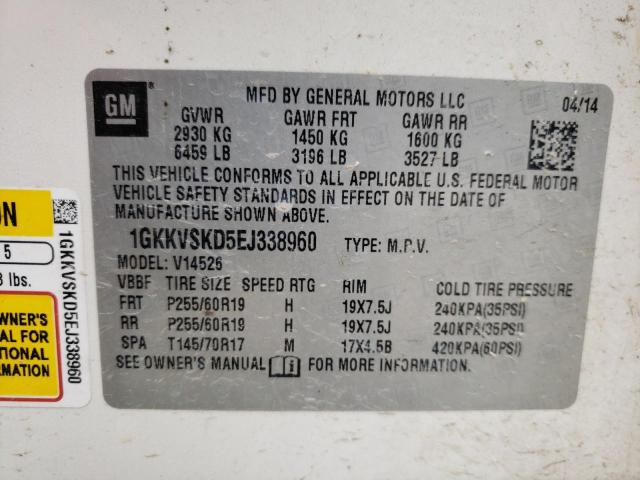 GM
®
MFD BY GENERAL MOTORS LLC
04/14
GVWR GAWR FRT GAWR RR
2930 KG 1450 KG 1600 KG
6459 LB 3196 LB 3527 LB
THIS VEHICLE CONFORMS TO ALL APPLICABLE U.S. FEDERAL MOTOR
VEHICLE SAFETY STANDARDS IN EFFECT ON THE DATE OF
MANUFACTURE SHOWN ABOVE.
1GKKVSKD5EJ338960 TYPE: M.P.V.
MODEL: V14526
VBBF TIRE SIZE SPEED RTG RIM COLD TIRE PRESSURE
FRT P255/60R19 H 19X7.5J 240KPA(35PSI)
RR P255/60R19 H 19X7.5J 240KPA(35PSI)
SPA T145/70R17 M 17X4.5B 420KPA(60PSI)
SEE OWNER'S MANUAL i FOR MORE INFORMATION.
ON
5
lbs.
OWNER'S
AL FOR
TIONAL
MATION
1GKKVSKD5EJ338960